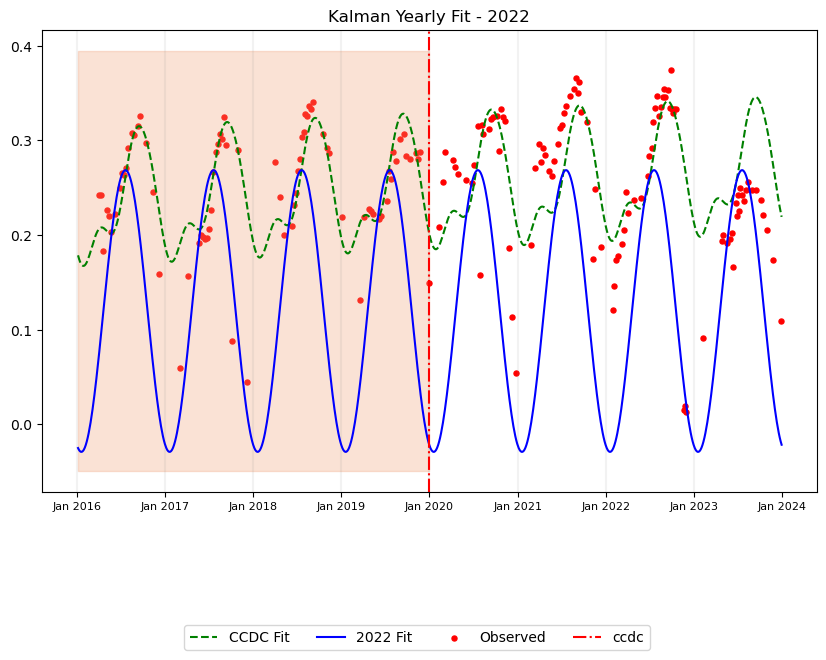 Kalman Yearly Fit - 2022
0.4
0.3
0.2
0.1
0.0
Jan 2016 Jan 2017 Jan 2018 Jan 2019 Jan 2020 Jan 2021 Jan 2022 Jan 2023 Jan 2024
CCDC Fit 2022 Fit Observed ccdc